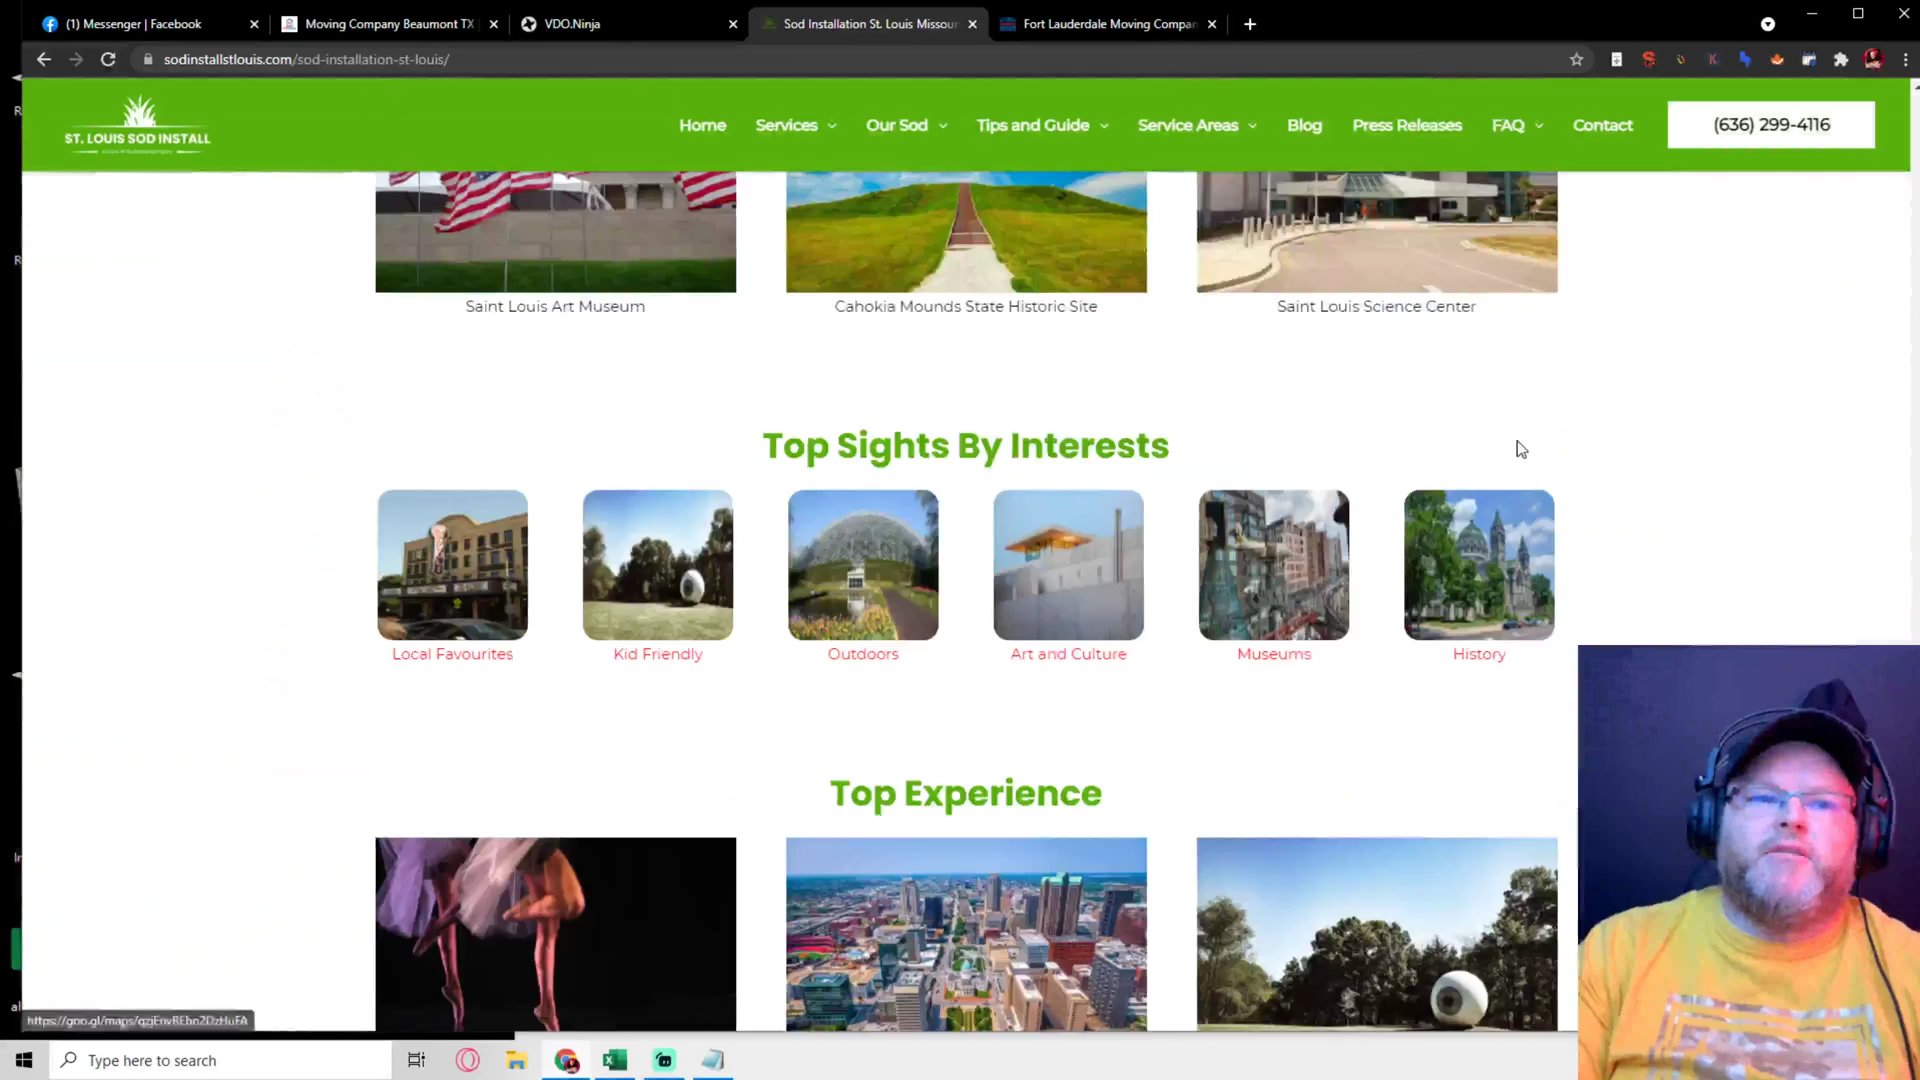 (1) Messenger | Facebook
Moving Company Beaumont TX
VDO.Ninja
Sod Installation St. Louis Missour
Fort Lauderdale Moving Compan
sodinstallstlouis.com/sod-installation-st-louis/
ST. LOUIS SOD INSTALL
Home
Services
Our Sod
Tips and Guide
Service Areas
Blog
Press Releases
FAQ
Contact
(636) 299-4116
Saint Louis Art Museum
Cahokia Mounds State Historic Site
Saint Louis Science Center
Top Sights By Interests
Local Favourites
Kid Friendly
Outdoors
Art and Culture
Museums
History
Top Experience
Type here to search